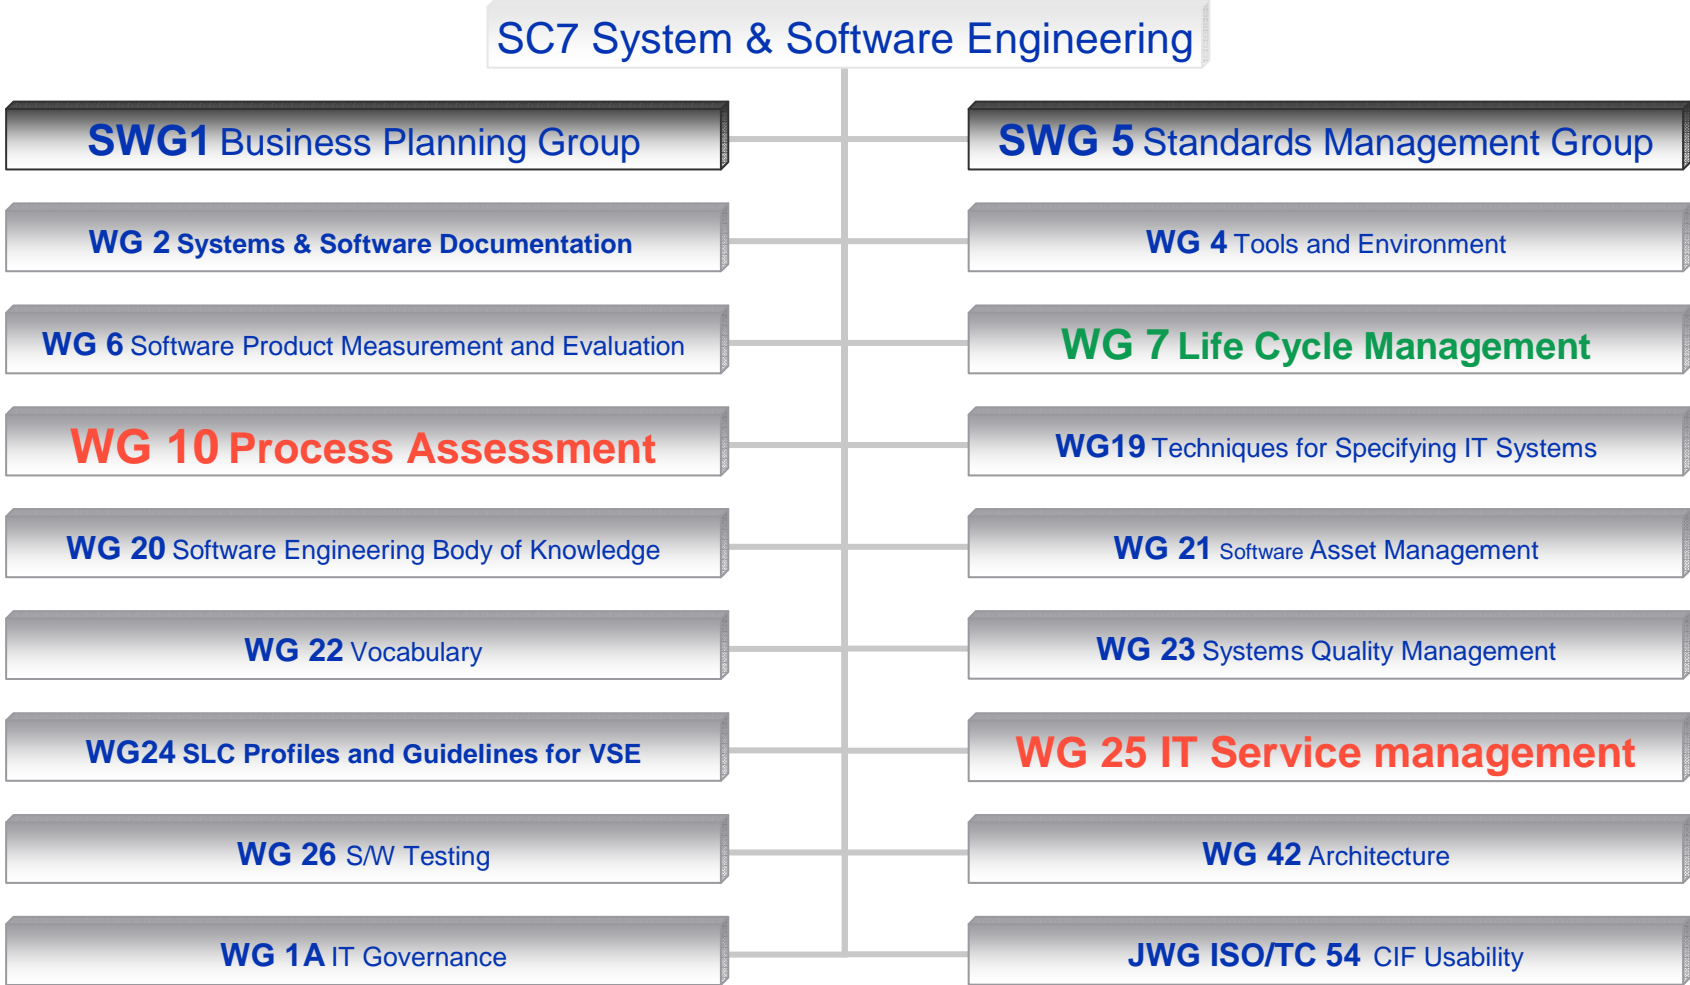 SC7 System & Software Engineering
SWG1 Business Planning Group
SWG 5 Standards Management Group
WG 2 Systems & Software Documentation
WG 4 Tools and Environment
WG 6 Software Product Measurement and Evaluation
WG 7 Life Cycle Management
WG 10 Process Assessment
WG19 Techniques for Specifying IT Systems
WG 20 Software Engineering Body of Knowledge
WG 21 Software Asset Management
WG 22 Vocabulary
WG 23 Systems Quality Management
WG24 SLC Profiles and Guidelines for VSE
WG 25 IT Service management
WG 26 S/W Testing
WG 42 Architecture
WG 1A IT Governance
JWG ISO/TC 54 CIF Usability